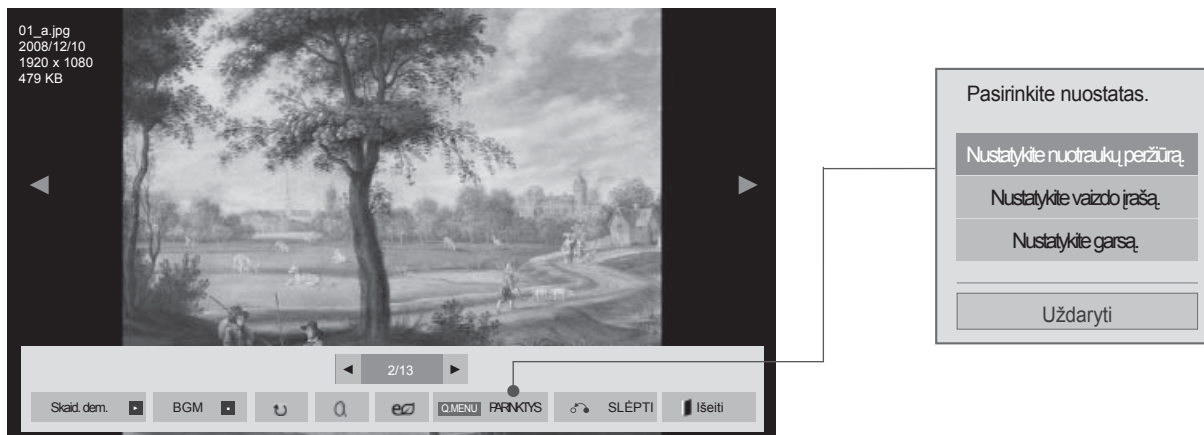 01_a.jpg
2008/12/10
1920 x 1080
479 KB
Pasirinkite nuostatas.
Nustatykite nuotraukų peržiūrą.
Nustatykite vaizdo įrašą.
Nustatykite garsą.
Uždaryti
2/13
Skaid. dem. BGM Q.MENU PARINKTYS SLĖPTI Išeiti